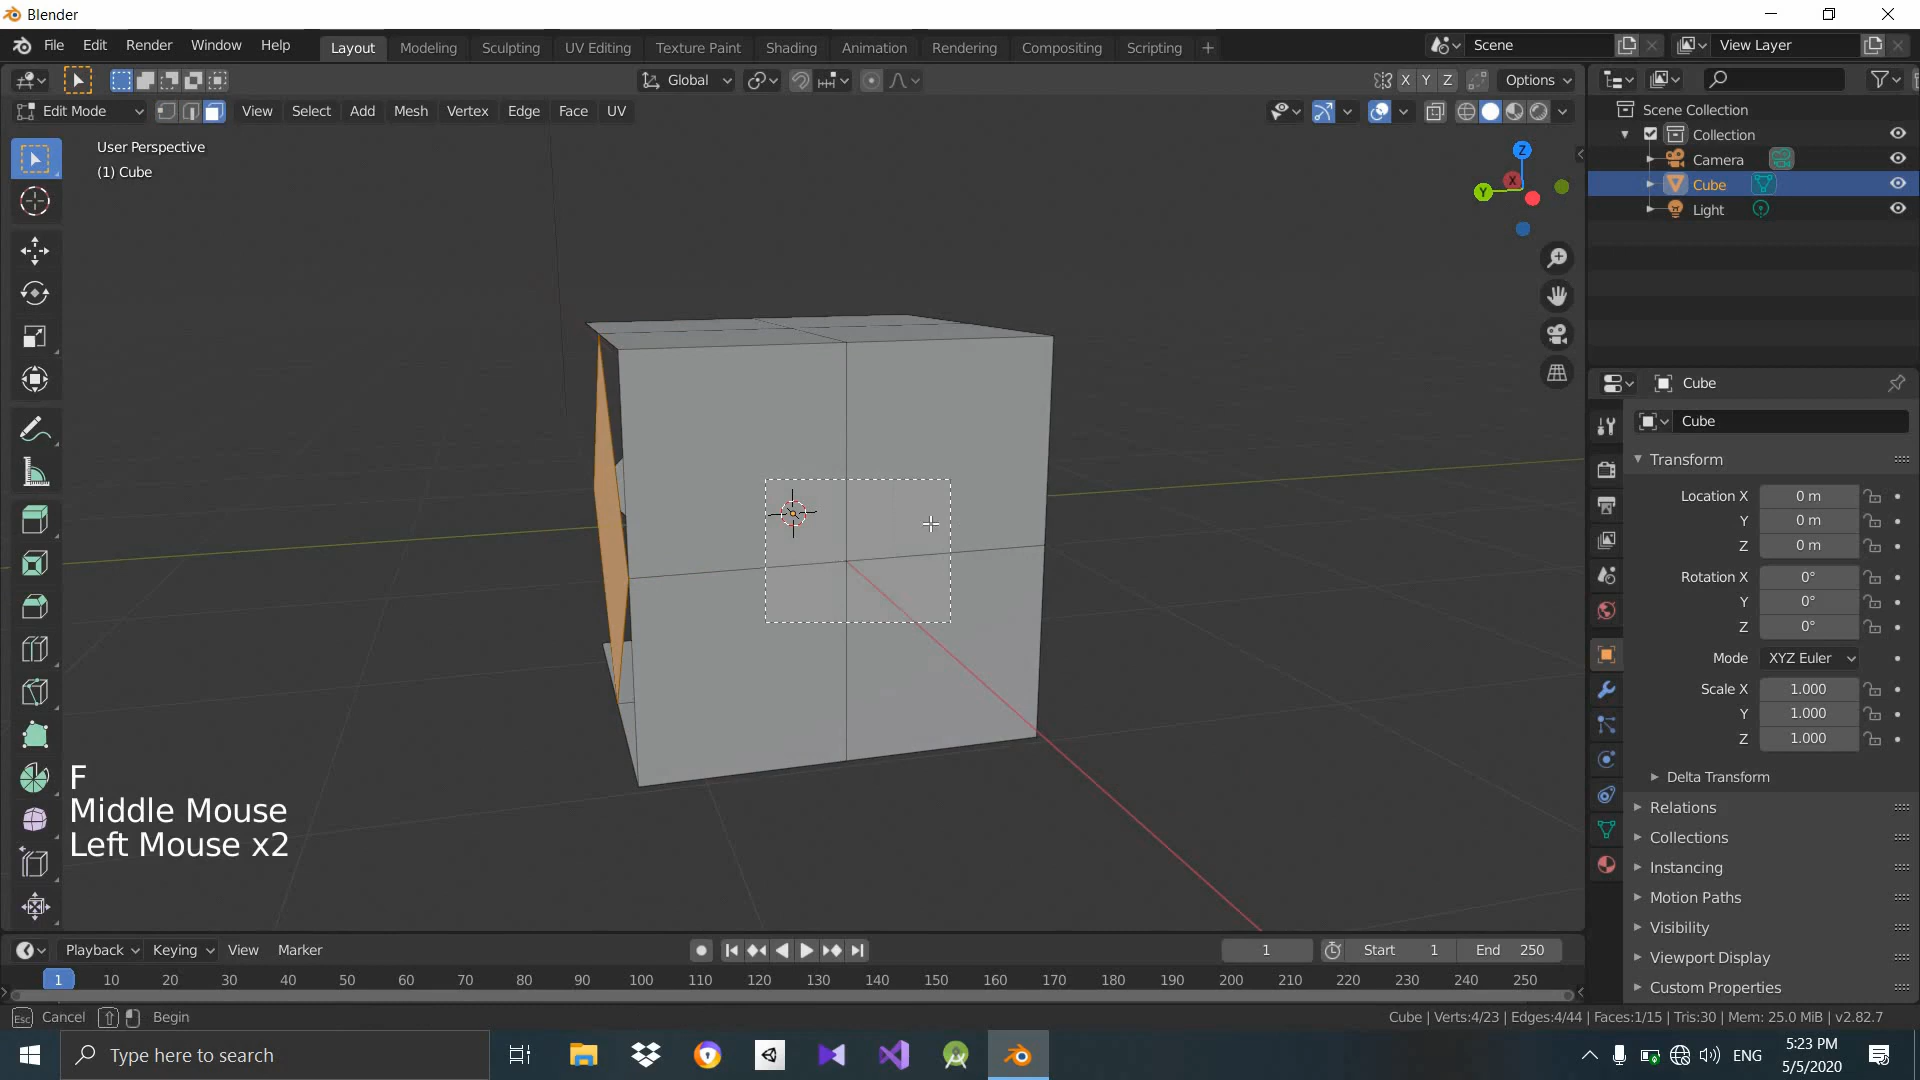 Blender
File Edit Render Window Help Layout Modeling Sculpting UV Editing Texture Paint Shading Animation Rendering Compositing Scripting + Scene View Layer
Global X Y Z Options
Edit Mode View Select Add Mesh Vertex Edge Face UV
User Perspective
(1) Cube
Z
X
Y
Scene Collection
Collection
Camera
Cube
Light
Cube
Cube
Transform
Location X 0 m
Y 0 m
Z 0 m
Rotation X 0°
Y 0°
Z 0°
Mode XYZ Euler
Scale X 1.000
Y 1.000
Z 1.000
Delta Transform
Relations
Collections
Instancing
Motion Paths
Visibility
Viewport Display
Custom Properties
F
Middle Mouse
Left Mouse x2
Playback Keying View Marker 1 Start 1 End 250
1 10 20 30 40 50 60 70 80 90 100 110 120 130 140 150 160 170 180 190 200 210 220 230 240 250
Esc Cancel Begin Cube | Verts:4/23 | Edges:4/44 | Faces:1/15 | Tris:30 | Mem: 25.0 MiB | v2.82.7
Type here to search ENG 5:23 PM
5/5/2020